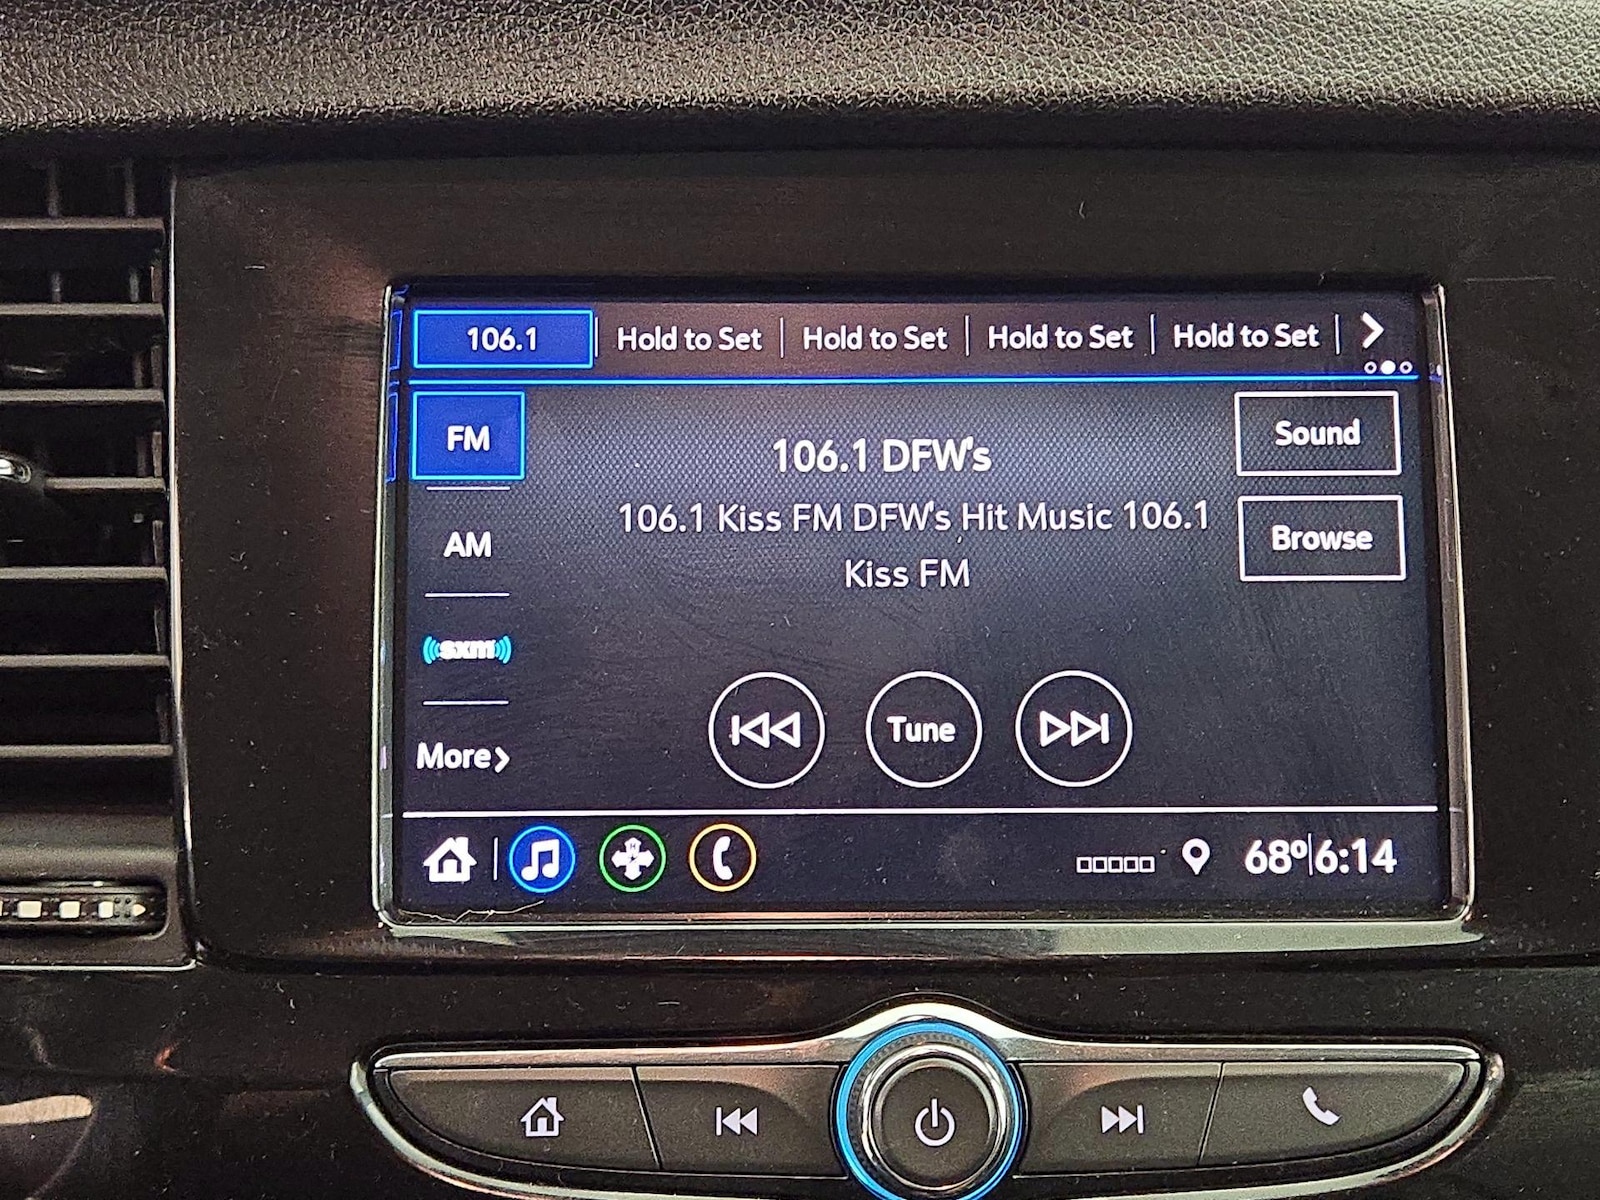 106.1 Hold to Set Hold to Set Hold to Set Hold to Set
FM
106.1 DFW's
Sound
106.1 Kiss FM DFW's Hit Music 106.1
Kiss FM
AM
Browse
sxm
Tune
More
68° 6:14